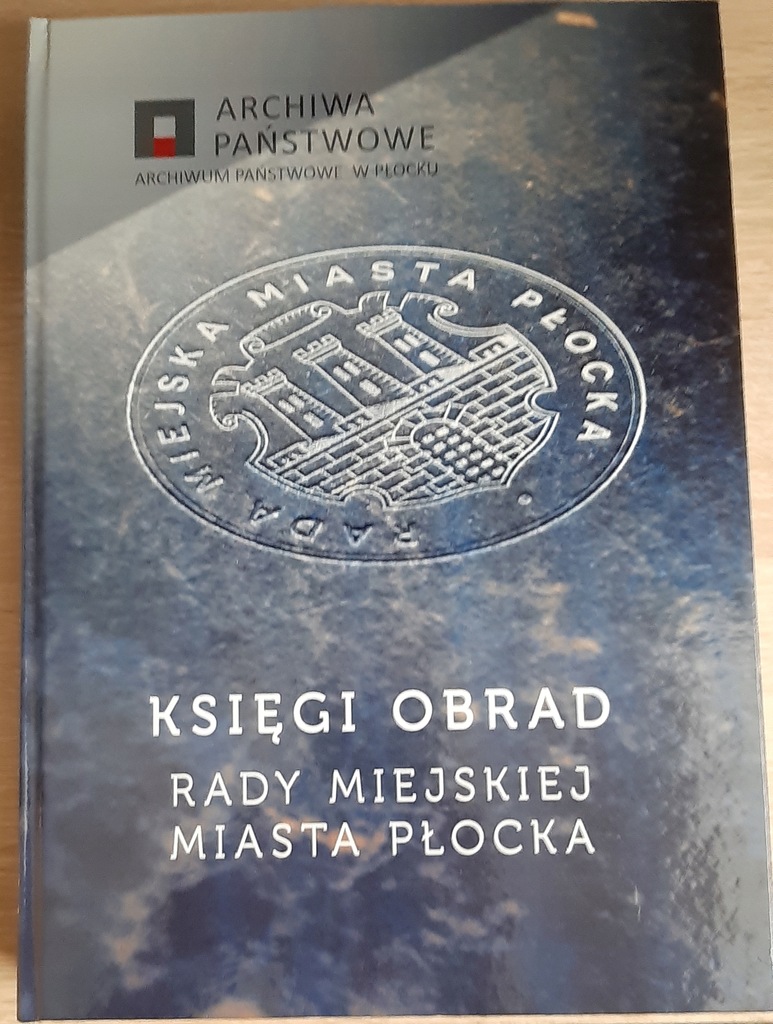 ARCHIWA
PAŃSTWOWE
ARCHIWUM PAŃSTWOWE W PŁOCKU
RADA MIEJSKA MIASTA PŁOCKA
KSIĘGI OBRAD
RADY MIEJSKIEJ
MIASTA PŁOCKA